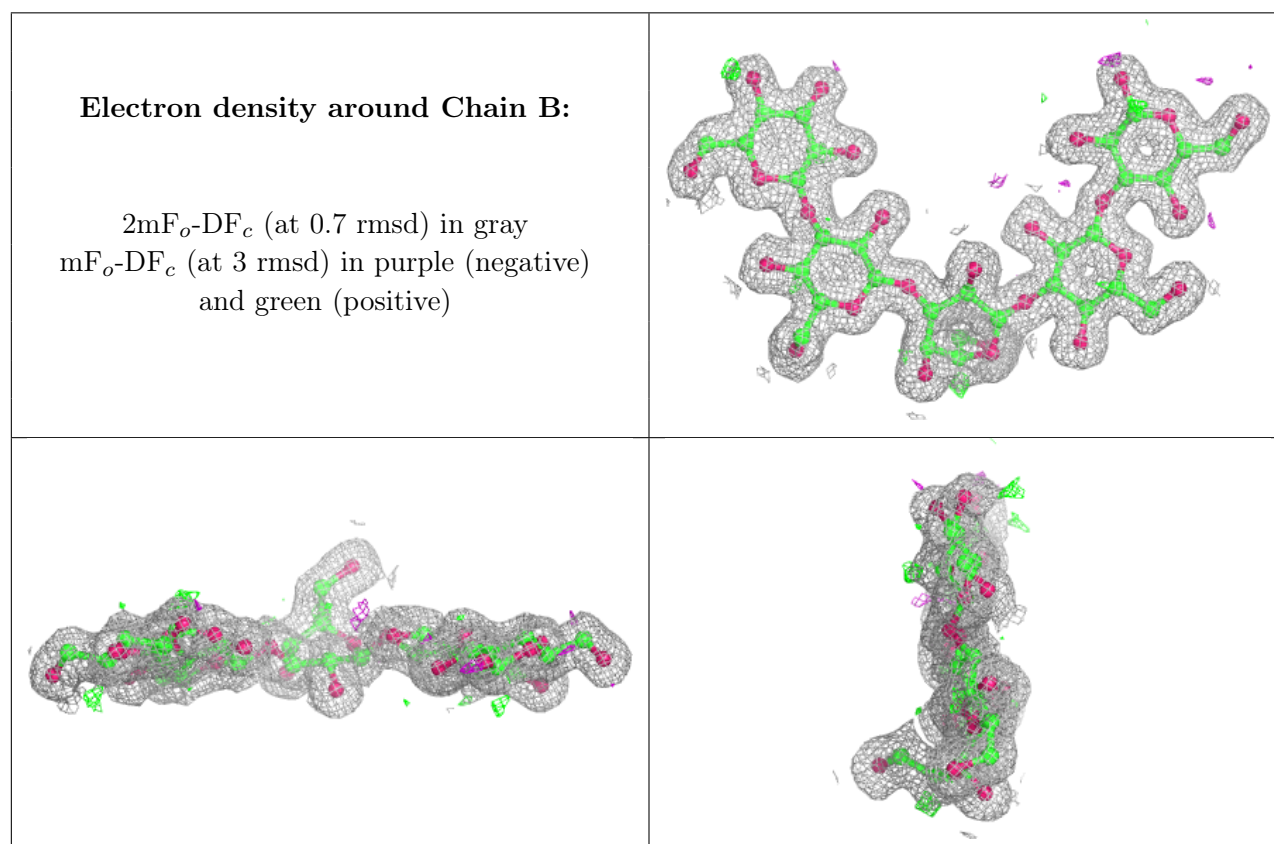 Electron density around Chain B:
2mFₒ-DF𝒸 (at 0.7 rmsd) in gray
mFₒ-DF𝒸 (at 3 rmsd) in purple (negative)
and green (positive)